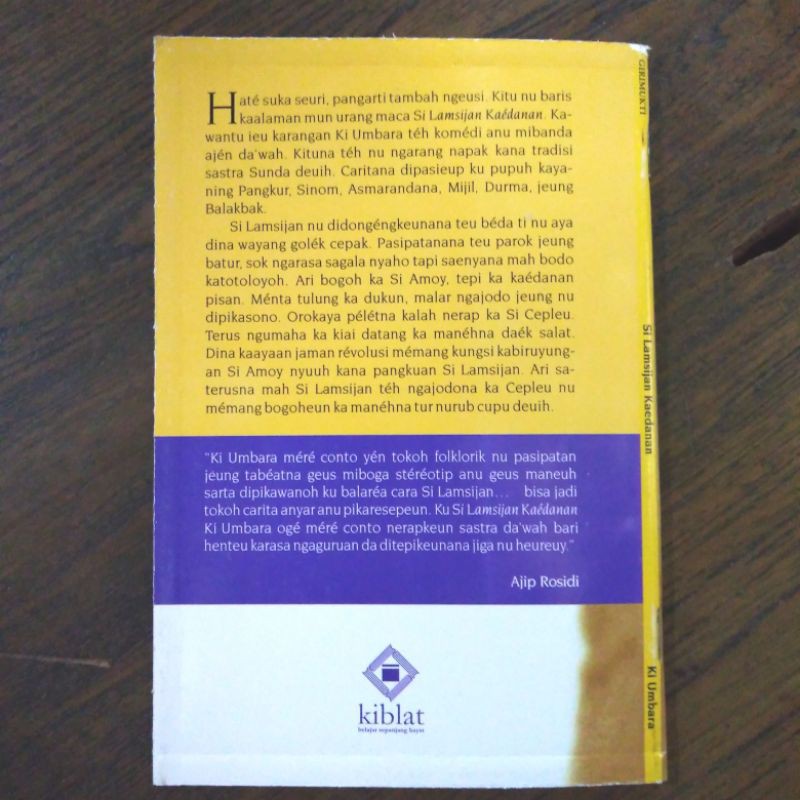 Haté suka seuri, pangarti tambah ngeusi. Kitu nu baris
kaalaman mun urang maca Si Lamsijan Kaédanan. Ka-
wantu ieu karangan Ki Umbara téh komédi anu mibanda
ajén da'wah. Kituna téh nu ngarang napak kana tradisi
sastra Sunda deuih. Caritana dipasieup ku pupuh kaya-
ning Pangkur, Sinom, Asmarandana, Mijil, Durma, jeung
Balakbak.
Si Lamsijan nu didongéngkeunana teu béda ti nu aya
dina wayang golék cepak. Pasipatanana teu parok jeung
batur, sok ngarasa sagala nyaho tapi saenyana mah bodo
katotoloyoh. Ari bogoh ka Si Amoy, tepi ka kaédanan
pisan. Ménta tulung ka dukun, malar ngajodo jeung nu
dipikasono. Orokaya pélétna kalah nerap ka Si Cepleu.
Terus ngumaha ka kiai datang ka manéhna daék salat.
Dina kaayaan jaman révolusi mémang kungsi kabiruyung-
an Si Amoy nyuuh kana pangkuan Si Lamsijan. Ari sa-
terusna mah Si Lamsijan téh ngajodona ka Cepleu nu
mémang bogoheun ka manéhna tur nurub cupu deuih.
"Ki Umbara méré conto yén tokoh folklorik nu pasipatan
jeung tabéatna geus miboga stéréotip anu geus maneuh
sarta dipikawanoh ku balaréa cara Si Lamsijan... bisa jadi
tokoh carita anyar anu pikaresepeun. Ku Si Lamsijan Kaédanan
Ki Umbara ogé méré conto nerapkeun sastra da'wah bari
henteu karasa ngaguruan da ditepikeunana jiga nu heureuy."
Ajip Rosidi
kiblat
belajar sepanjang hayat
GIRIMUKTI
Si Lamsijan Kaedanan
Ki Umbara